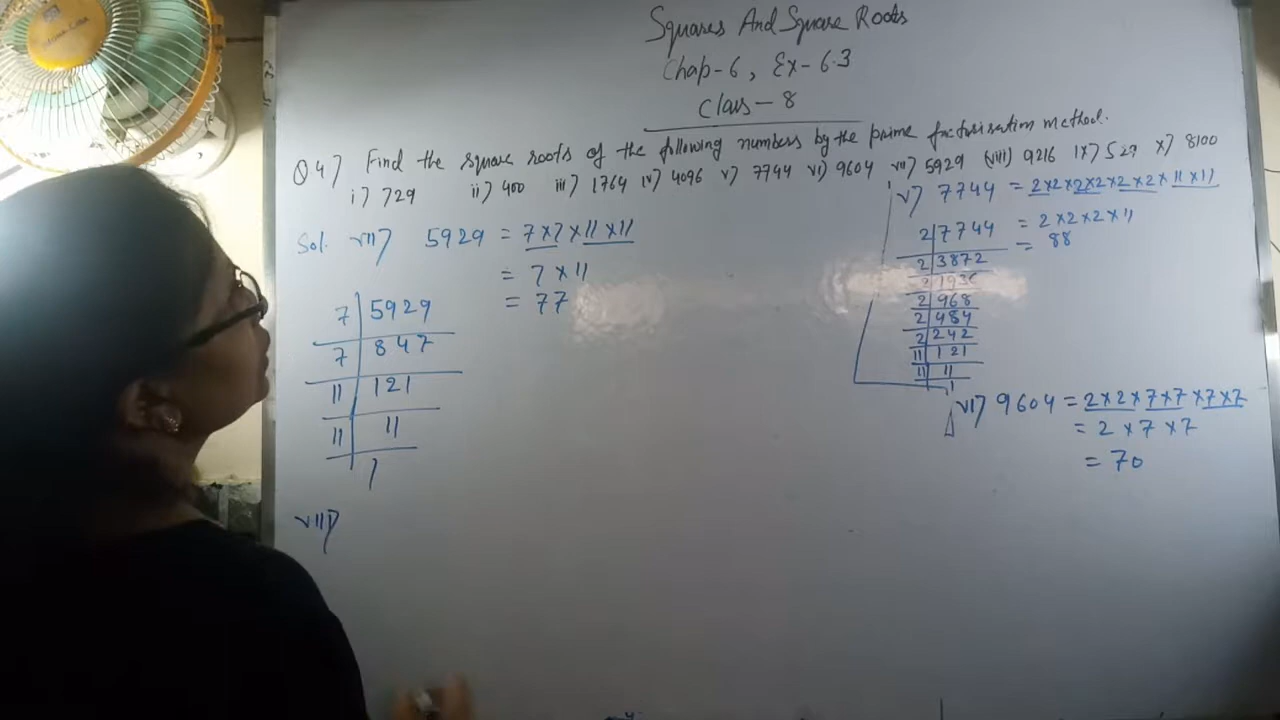 Squares And Square Roots
Chap-6, Ex-6.3
Class-8
Q4) Find the square roots of the following numbers by the prime factorisation method.
i) 729 ii) 400 iii) 1764 iv) 4096 v) 7744 vi) 9604 vii) 5929 (viii) 9216 ix) 529 x) 8100
Sol. vii) 5929 = 7×7×11×11
= 7×11
= 77
7 | 5929
7 | 847
11 | 121
11 | 11
1
viii)
v) 7744 = 2×2×2×2×2×2×11×11
= 2×2×2×11
= 88
2 | 7744
2 | 3872
2 | 1936
2 | 968
2 | 484
2 | 242
11 | 121
11 | 11
1
vi) 9604 = 2×2×7×7×7×7
= 2×7×7
= 70